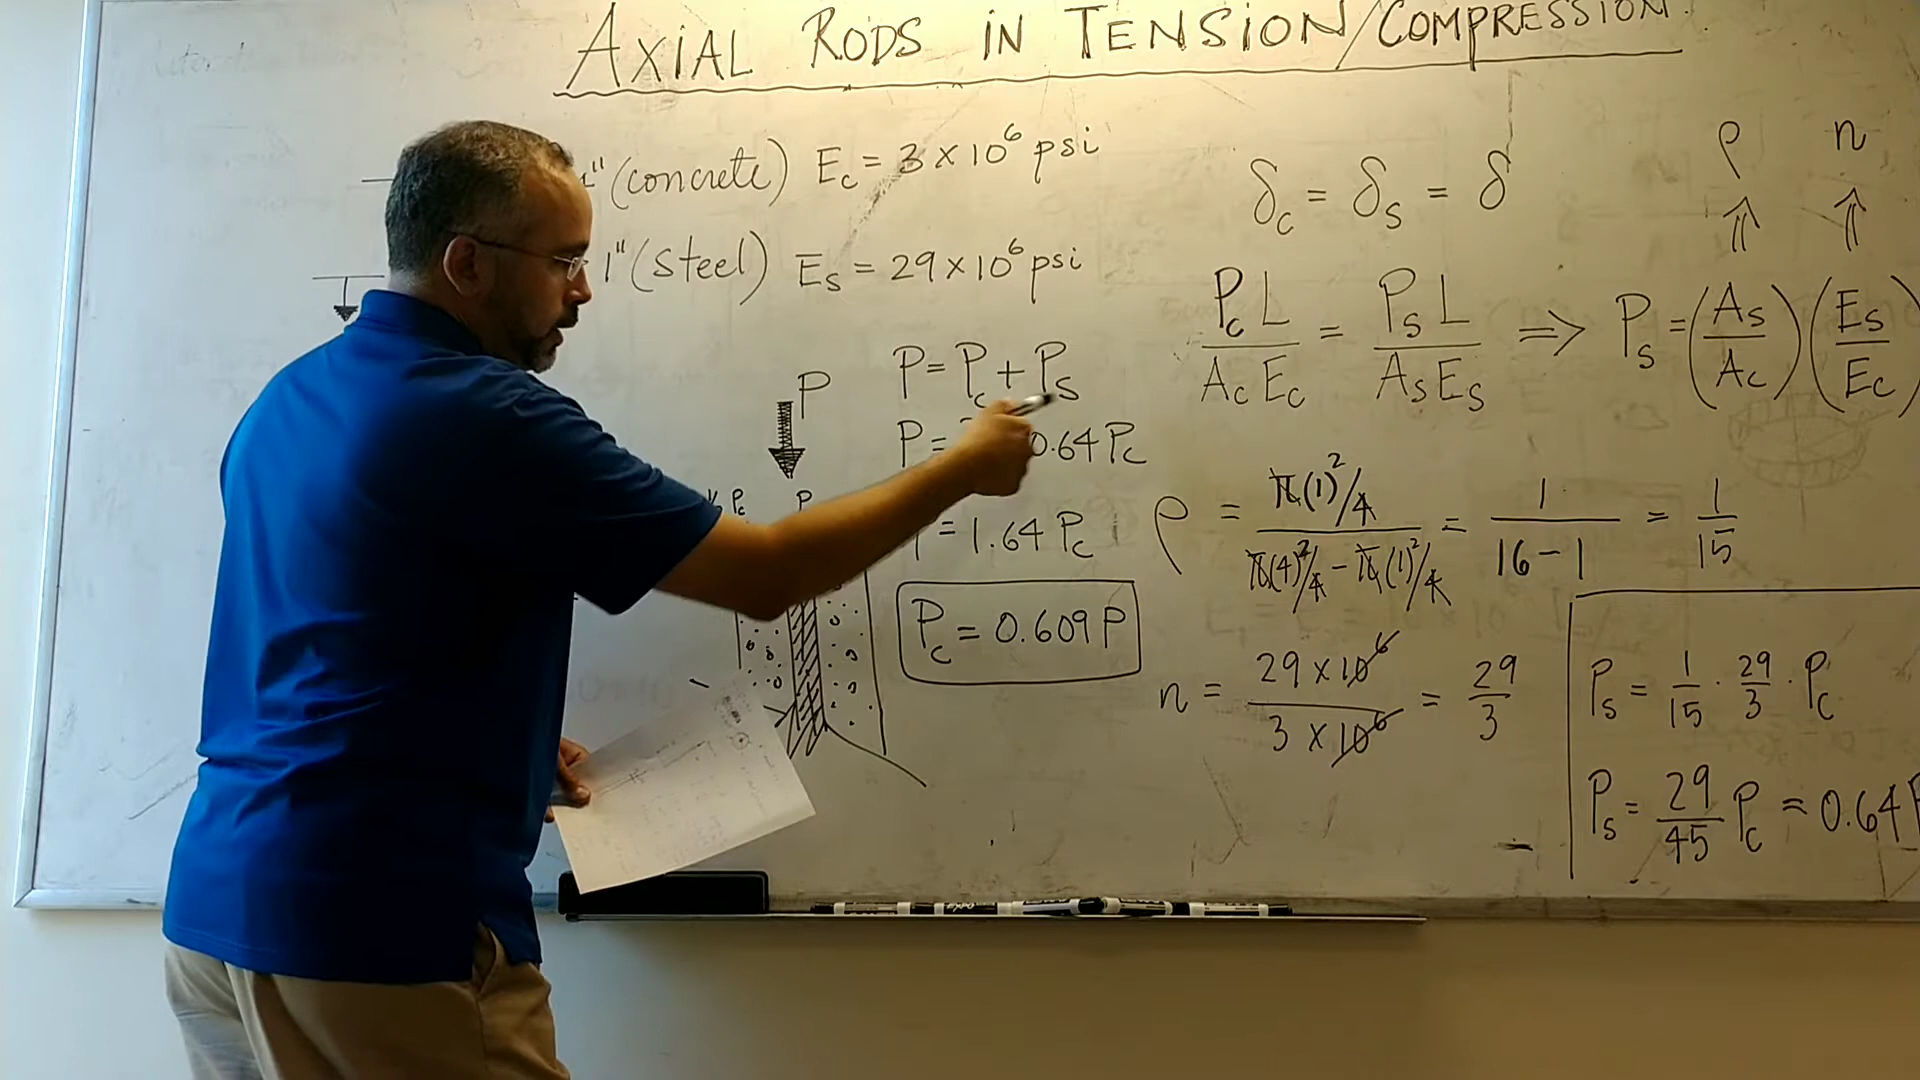 AXIAL RODS IN TENSION/COMPRESSION
"(concrete) Ec = 3 x 10⁶ psi
1"(steel) Es = 29 x 10⁶ psi
P
P = Pc + Ps
P = 0.64 Pc
= 1.64 Pc
Pc = 0.609 P
Pc P
δc = δs = δ
ρ n
⇑ ⇑
Pc L / Ac Ec = Ps L / As Es => Ps = (As / Ac) (Es / Ec)
ρ = π(1)²/4 / π(4)²/4 - π(1)²/4 = 1 / 16 - 1 = 1 / 15
n = 29 x 10⁶ / 3 x 10⁶ = 29 / 3
Ps = 1/15 · 29/3 · Pc
Ps = 29/45 Pc = 0.64 P